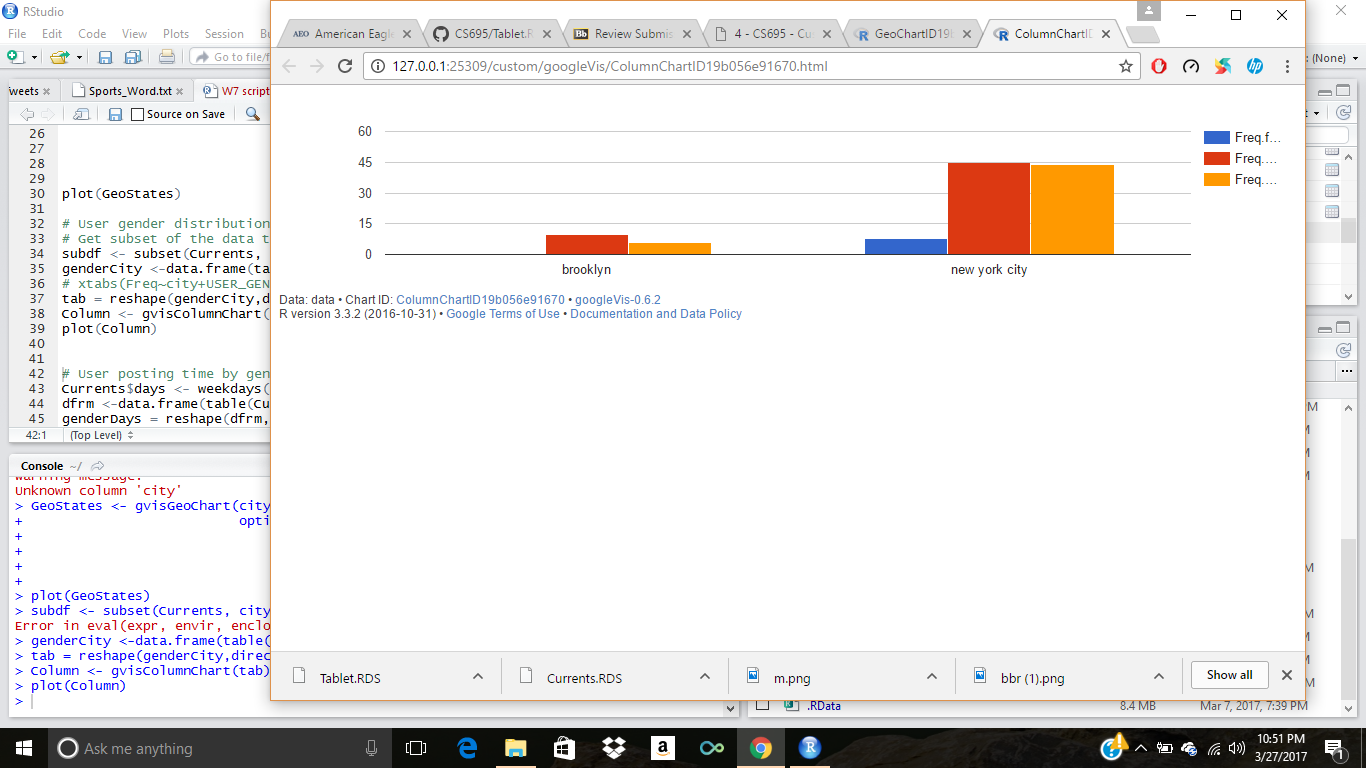 RStudio
File Edit Code View Plots Session
Go to file/f
(None)
weets Sports_Word.txt W7 script
Source on Save
26
27
28
29
30 plot(GeoStates)
31
32 # User gender distribution
33 # Get subset of the data t
34 subdf <- subset(Currents,
35 genderCity <-data.frame(ta
36 # xtabs(Freq~city+USER_GEN
37 tab = reshape(genderCity,d
38 Column <- gvisColumnChart(
39 plot(Column)
40
41
42 # User posting time by gen
43 Currents$days <- weekdays(
44 dfrm <-data.frame(table(Cu
45 genderDays = reshape(dfrm,
42:1 (Top Level)
Console ~/
Warning message:
Unknown column 'city'
> GeoStates <- gvisGeoChart(city
+ opti
+
+
+
+
> plot(GeoStates)
> subdf <- subset(Currents, city
Error in eval(expr, envir, enclo
> genderCity <-data.frame(table(
> tab = reshape(genderCity,direc
> Column <- gvisColumnChart(tab)
> plot(Column)
>
AEO American Eagle CS695/Tablet.R Bb Review Submis 4 - CS695 - Cu GeoChartID19b ColumnChartID
127.0.0.1:25309/custom/googleVis/ColumnChartID19b056e91670.html
60
45
30
15
0
brooklyn new york city
Freq.f...
Freq....
Freq....
Data: data • Chart ID: ColumnChartID19b056e91670 • googleVis-0.6.2
R version 3.3.2 (2016-10-31) • Google Terms of Use • Documentation and Data Policy
Tablet.RDS Currents.RDS m.png bbr (1).png Show all
.RData 8.4 MB Mar 7, 2017, 7:39 PM
Ask me anything
10:51 PM
3/27/2017
1